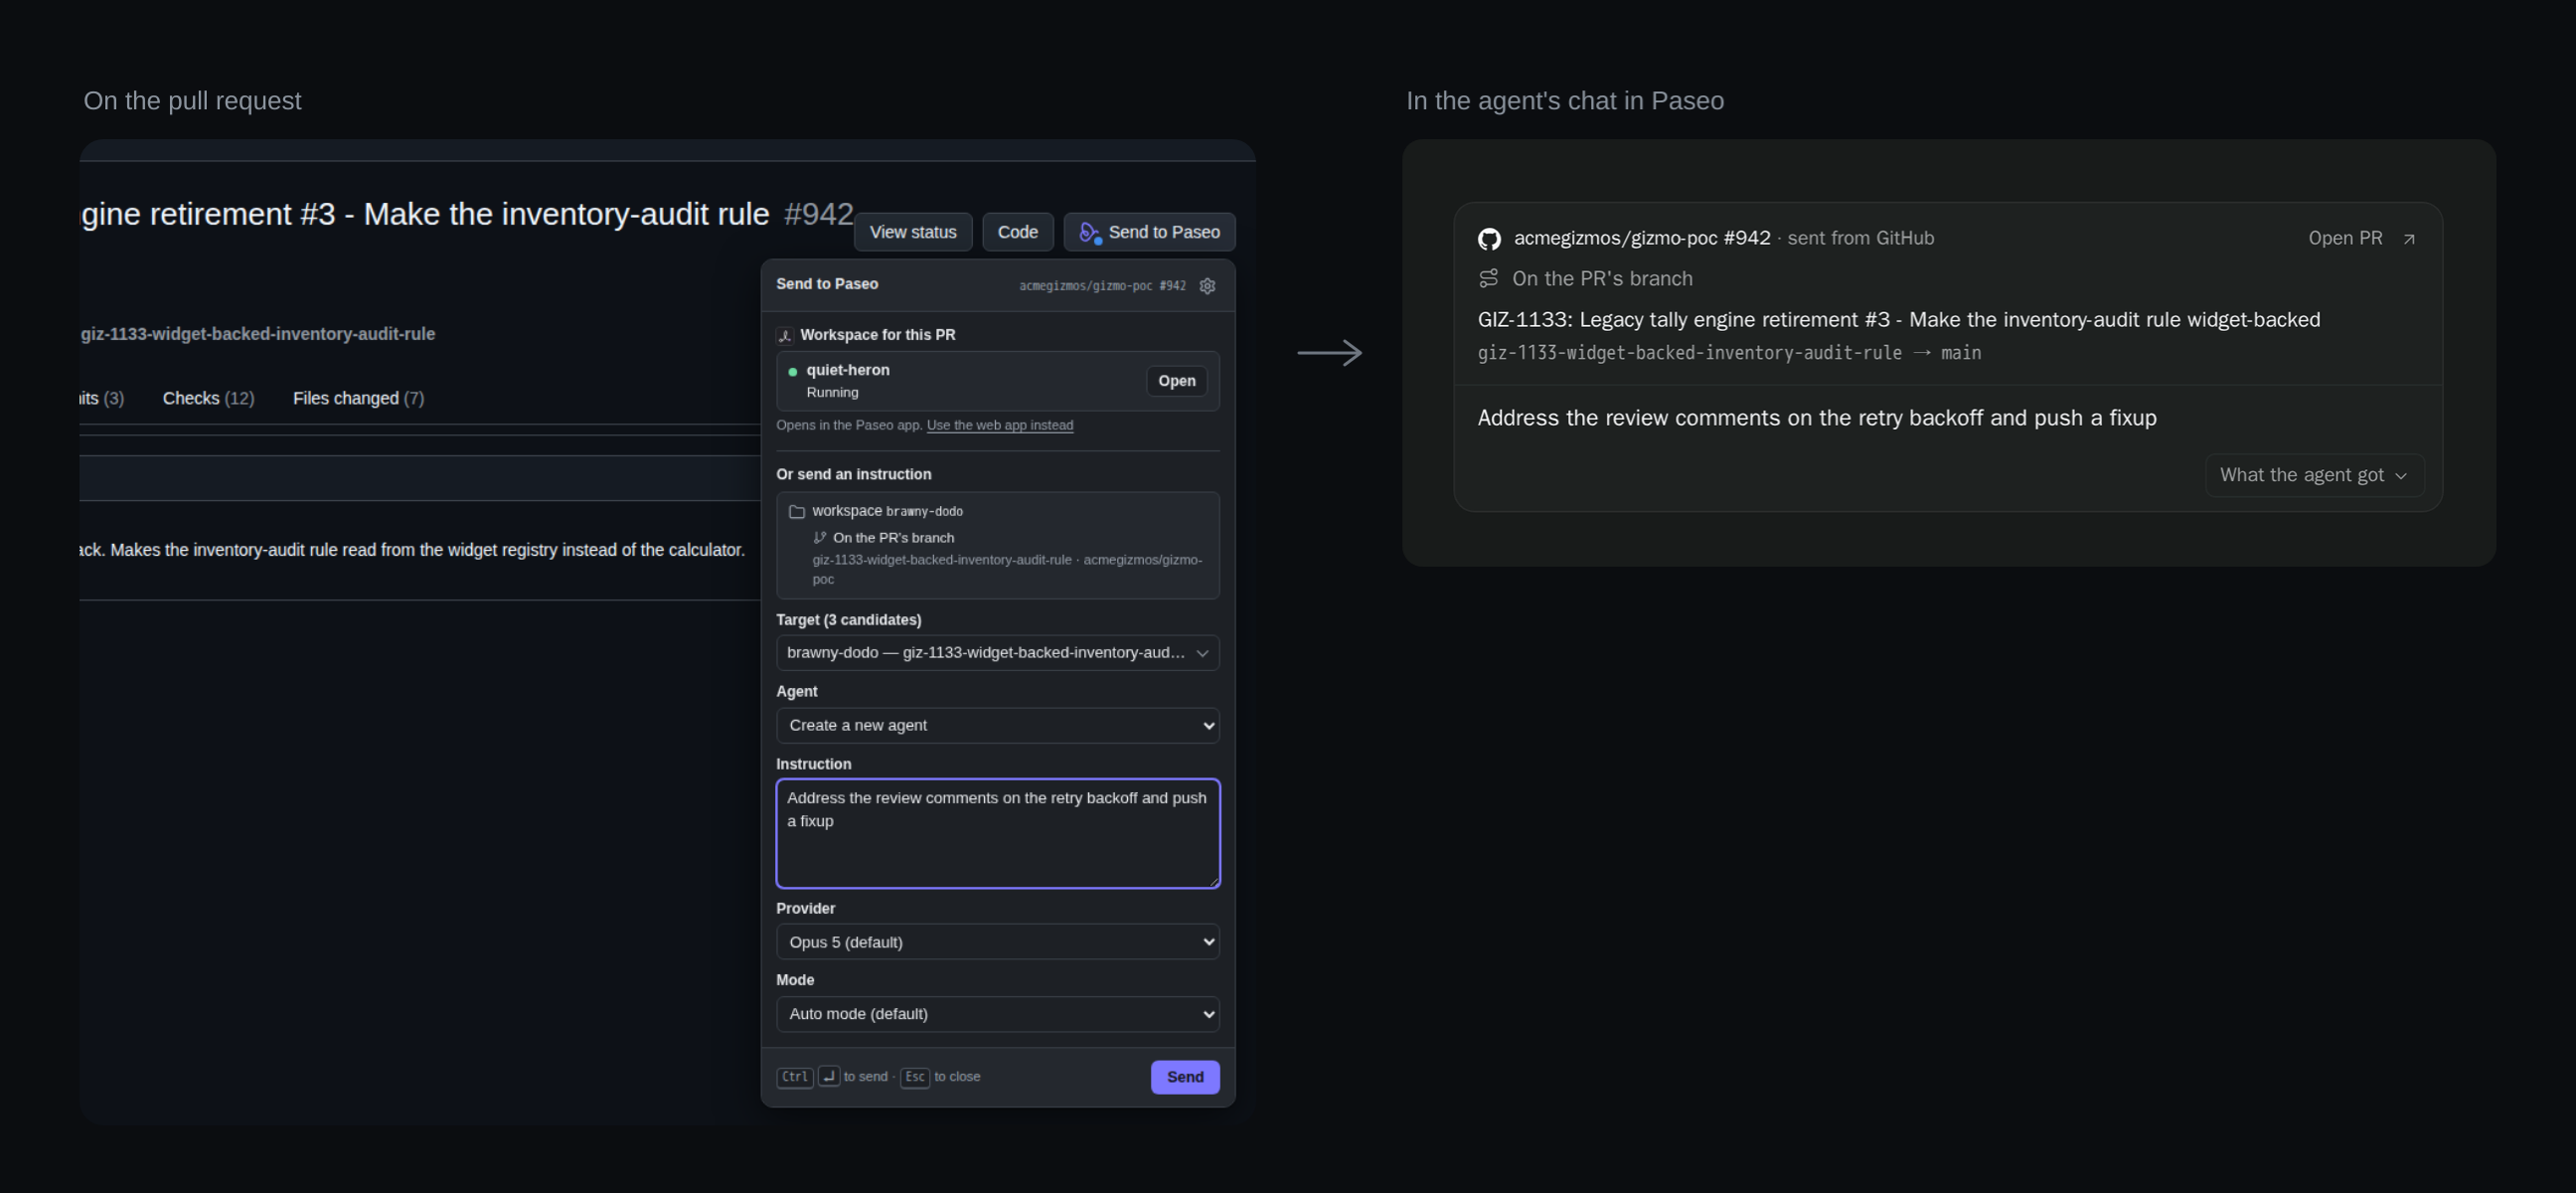 On the pull request
gine retirement #3 - Make the inventory-audit rule #942
View status
Code
Send to Paseo
giz-1133-widget-backed-inventory-audit-rule
its (3)
Checks (12)
Files changed (7)
ack. Makes the inventory-audit rule read from the widget registry instead of the calculator.
Send to Paseo
acmegizmos/gizmo-poc #942
Workspace for this PR
quiet-heron
Running
Open
Opens in the Paseo app. Use the web app instead
Or send an instruction
workspace brawny-dodo
On the PR's branch
giz-1133-widget-backed-inventory-audit-rule · acmegizmos/gizmo-
poc
Target (3 candidates)
brawny-dodo — giz-1133-widget-backed-inventory-aud...
Agent
Create a new agent
Instruction
Address the review comments on the retry backoff and push
a fixup
Provider
Opus 5 (default)
Mode
Auto mode (default)
Ctrl ↵ to send · Esc to close
Send
In the agent's chat in Paseo
acmegizmos/gizmo-poc #942 · sent from GitHub
Open PR ↗
On the PR's branch
GIZ-1133: Legacy tally engine retirement #3 - Make the inventory-audit rule widget-backed
giz-1133-widget-backed-inventory-audit-rule → main
Address the review comments on the retry backoff and push a fixup
What the agent got